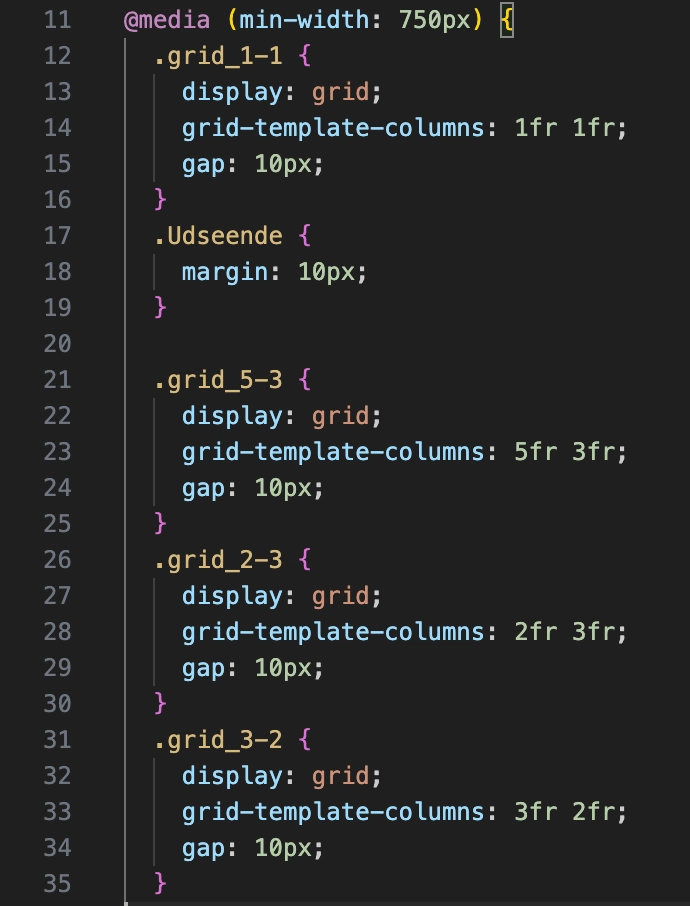 11 @media (min-width: 750px) {
12 .grid_1-1 {
13 display: grid;
14 grid-template-columns: 1fr 1fr;
15 gap: 10px;
16 }
17 .Udseende {
18 margin: 10px;
19 }
20
21 .grid_5-3 {
22 display: grid;
23 grid-template-columns: 5fr 3fr;
24 gap: 10px;
25 }
26 .grid_2-3 {
27 display: grid;
28 grid-template-columns: 2fr 3fr;
29 gap: 10px;
30 }
31 .grid_3-2 {
32 display: grid;
33 grid-template-columns: 3fr 2fr;
34 gap: 10px;
35 }